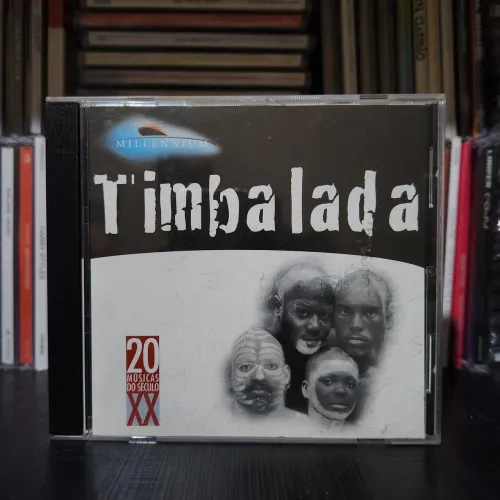 MILLENNIUM
Timbalada
20
MÚSICAS
DO SÉCULO
XX